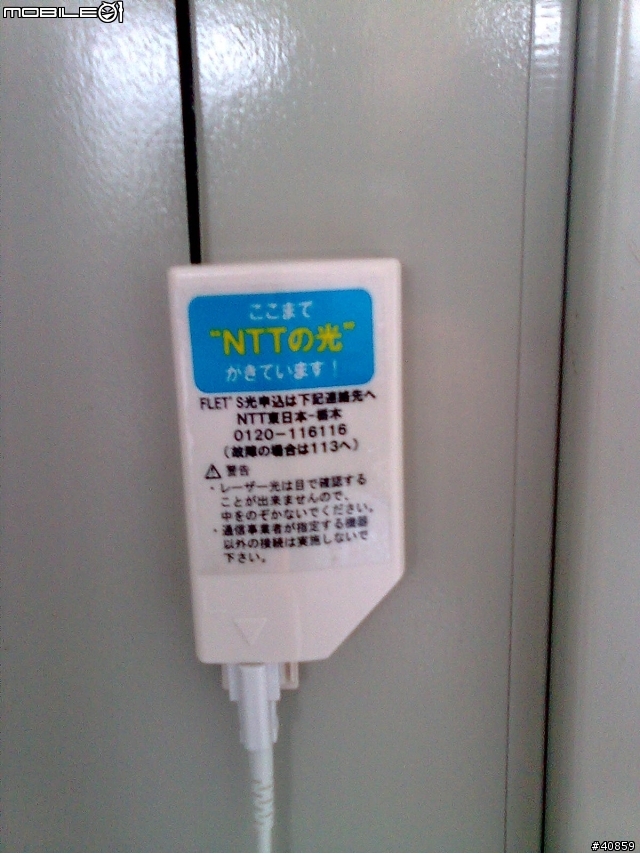 MOBILE01
ここまで
"NTTの光"
がきています！
FLET'S光申込は下記連絡先へ
NTT東日本-栃木
0120-116116
(故障の場合は113へ)
⚠ 警告
・レーザー光は目で確認する
ことが出来ませんので、
中をのぞかないでください。
・通信事業者が指定する機器
以外の接続は実施しないで
下さい。
#40859